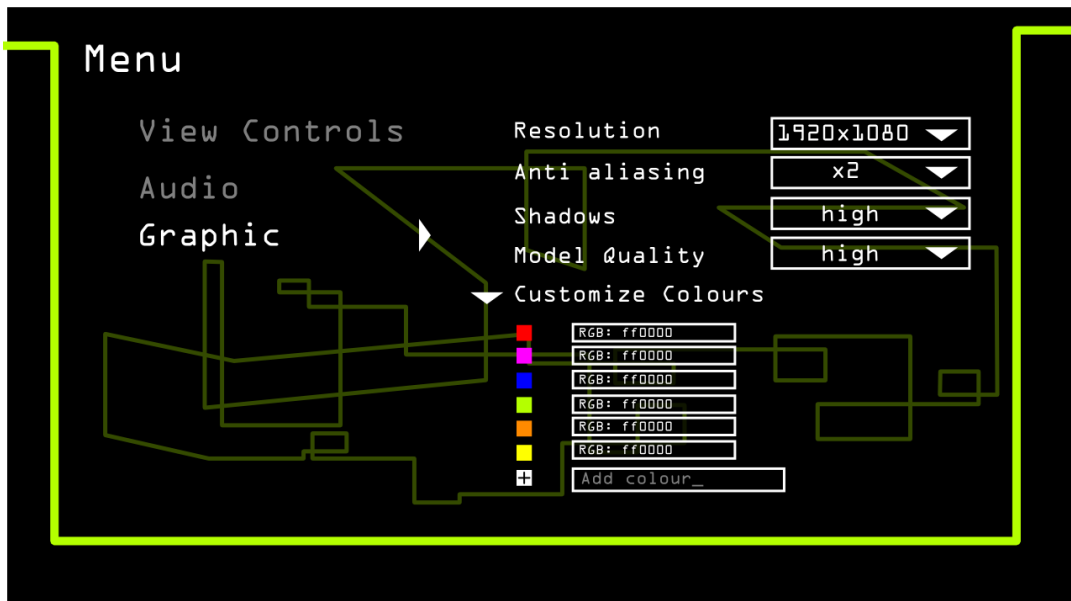 Menu
View Controls
Audio
Graphic
Resolution 1920x1080
Anti aliasing x2
Shadows high
Model Quality high
Customize Colours
RGB: ff0000
RGB: ff0000
RGB: ff0000
RGB: ff0000
RGB: ff0000
RGB: ff0000
+ Add colour_